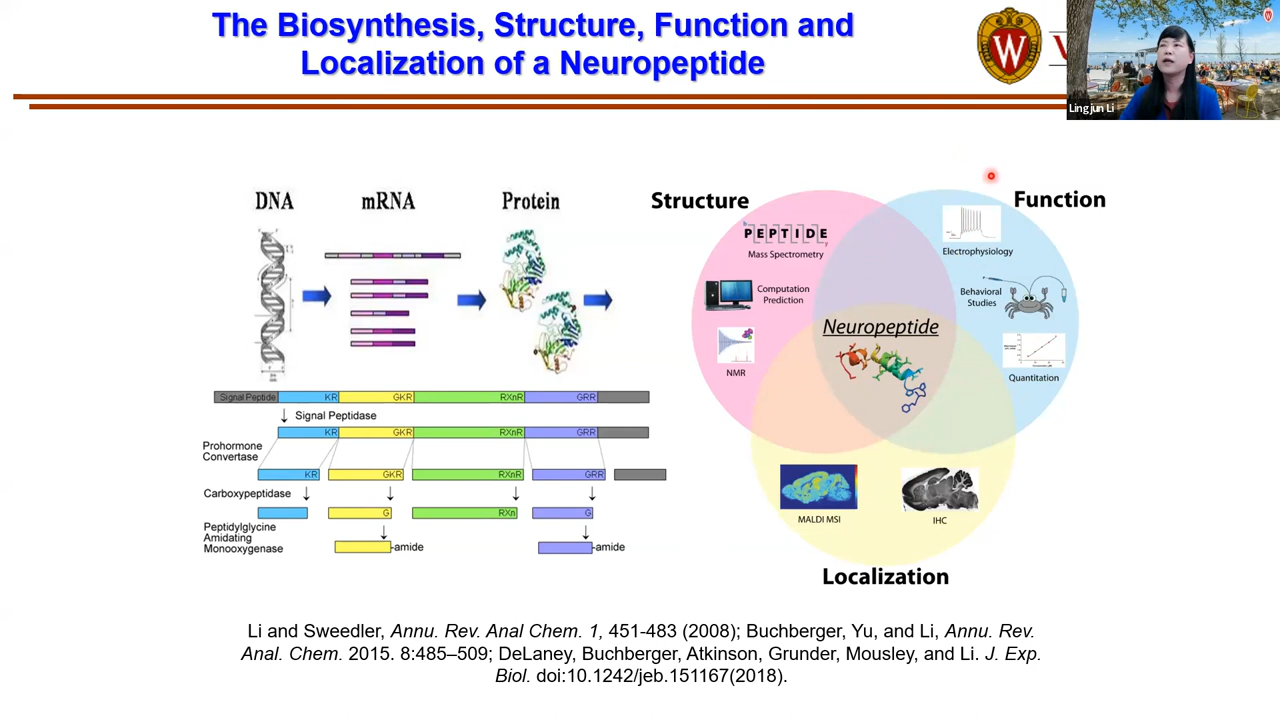 The Biosynthesis, Structure, Function and
Localization of a Neuropeptide
W
Lingjun Li
DNA
mRNA
Protein
Signal Peptide
KR
GKR
RXnR
GRR
Signal Peptidase
KR
GKR
RXnR
GRR
Prohormone
Convertase
KR
GKR
RXnR
GRR
Carboxypeptidase
G
RXn
G
Peptidylglycine
Amidating
Monooxygenase
-amide
-amide
Structure
PEPTIDE
Mass Spectrometry
Computation
Prediction
NMR
Function
Electrophysiology
Behavioral
Studies
Quantitation
Neuropeptide
MALDI MSI
IHC
Localization
Li and Sweedler, Annu. Rev. Anal Chem. 1, 451-483 (2008); Buchberger, Yu, and Li, Annu. Rev.
Anal. Chem. 2015. 8:485–509; DeLaney, Buchberger, Atkinson, Grunder, Mousley, and Li. J. Exp.
Biol. doi:10.1242/jeb.151167(2018).